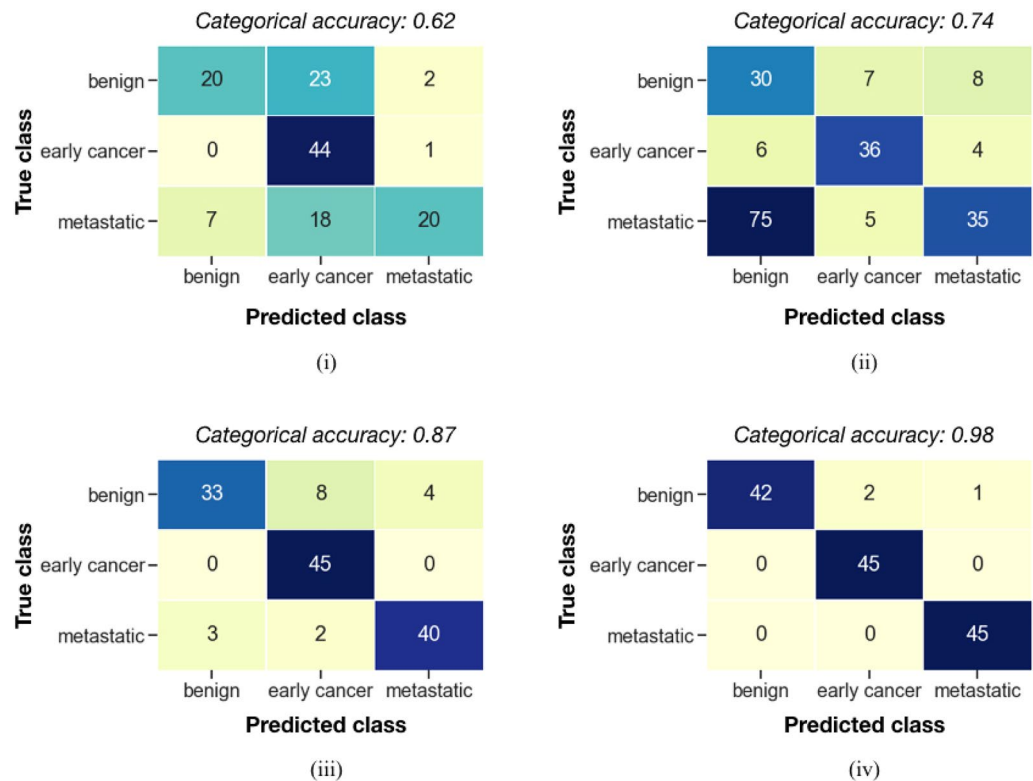 Categorical accuracy: 0.62
True class
benign 20 23 2
early cancer 0 44 1
metastatic 7 18 20
benign early cancer metastatic
Predicted class
(i)
Categorical accuracy: 0.74
True class
benign 30 7 8
early cancer 6 36 4
metastatic 75 5 35
benign early cancer metastatic
Predicted class
(ii)
Categorical accuracy: 0.87
True class
benign 33 8 4
early cancer 0 45 0
metastatic 3 2 40
benign early cancer metastatic
Predicted class
(iii)
Categorical accuracy: 0.98
True class
benign 42 2 1
early cancer 0 45 0
metastatic 0 0 45
benign early cancer metastatic
Predicted class
(iv)